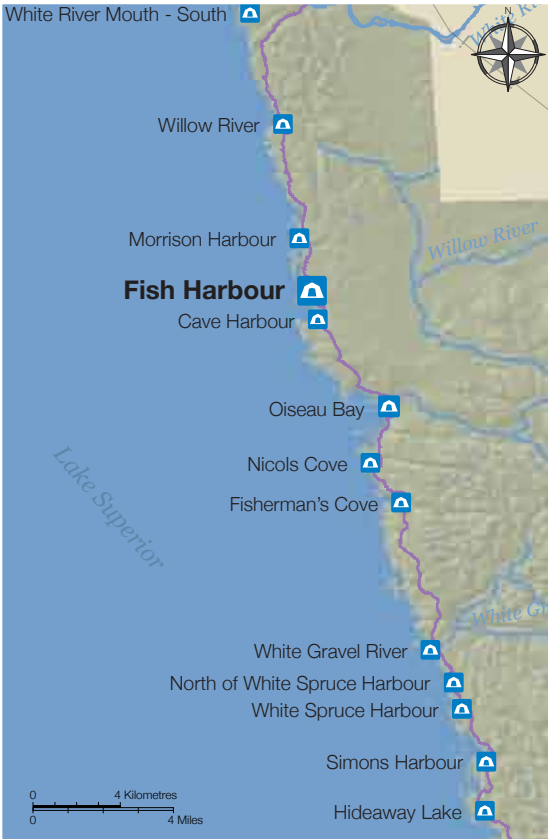 White River Mouth - South
N
White R
Willow River
Morrison Harbour
Willow River
Fish Harbour
Cave Harbour
Oiseau Bay
Nicols Cove
Lake Superior
Fisherman's Cove
White G
White Gravel River
North of White Spruce Harbour
White Spruce Harbour
Simons Harbour
0 4 Kilometres
0 4 Miles
Hideaway Lake